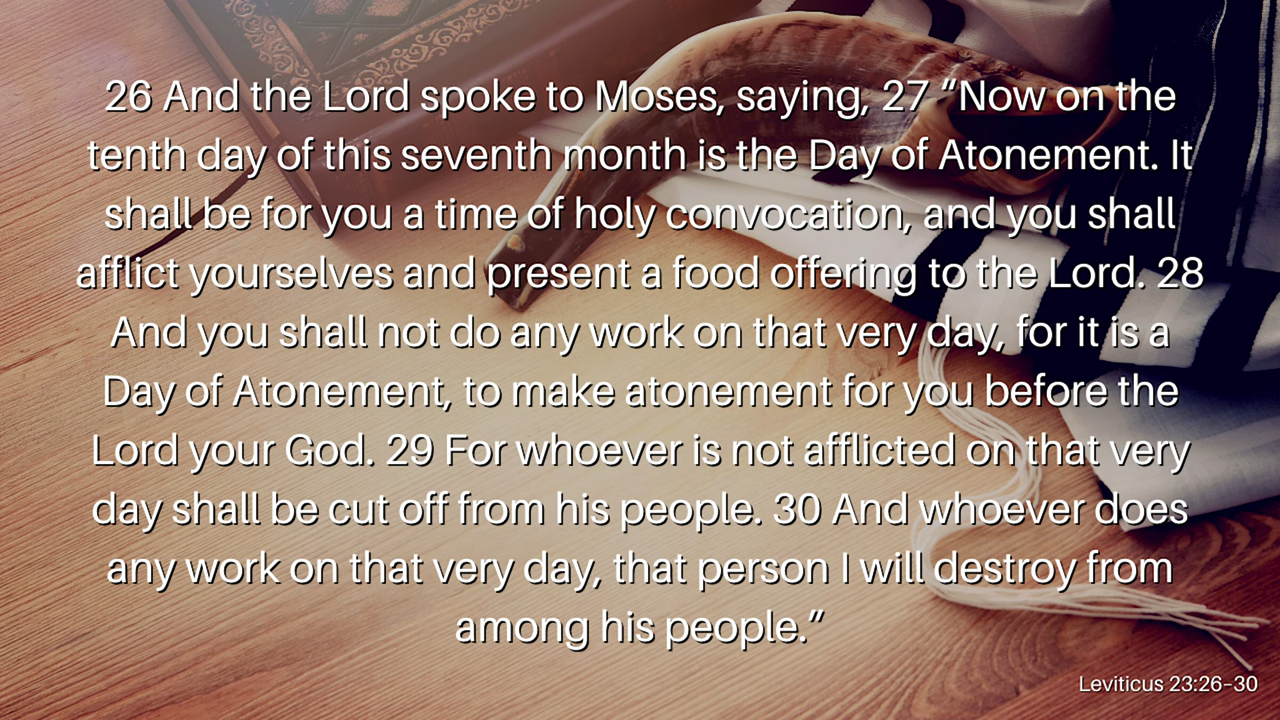 26 And the Lord spoke to Moses, saying, 27 “Now on the
tenth day of this seventh month is the Day of Atonement. It
shall be for you a time of holy convocation, and you shall
afflict yourselves and present a food offering to the Lord. 28
And you shall not do any work on that very day, for it is a
Day of Atonement, to make atonement for you before the
Lord your God. 29 For whoever is not afflicted on that very
day shall be cut off from his people. 30 And whoever does
any work on that very day, that person I will destroy from
among his people.”
Leviticus 23:26–30